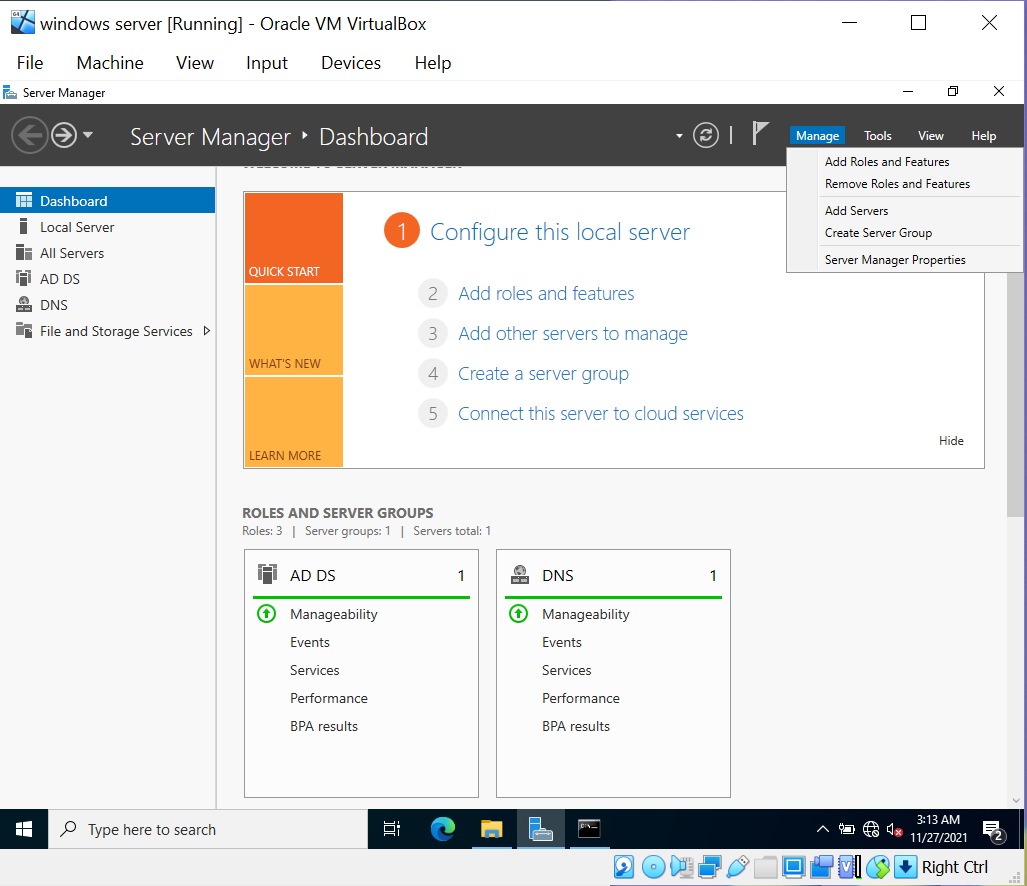 windows server [Running] - Oracle VM VirtualBox
File Machine View Input Devices Help
Server Manager
Server Manager Dashboard
Manage Tools View Help
Add Roles and Features
Remove Roles and Features
Add Servers
Create Server Group
Server Manager Properties
Dashboard
Local Server
All Servers
AD DS
DNS
File and Storage Services
QUICK START
WHAT'S NEW
LEARN MORE
1 Configure this local server
2 Add roles and features
3 Add other servers to manage
4 Create a server group
5 Connect this server to cloud services
Hide
ROLES AND SERVER GROUPS
Roles: 3 | Server groups: 1 | Servers total: 1
AD DS 1
Manageability
Events
Services
Performance
BPA results
DNS 1
Manageability
Events
Services
Performance
BPA results
Type here to search
3:13 AM
11/27/2021
2
Right Ctrl